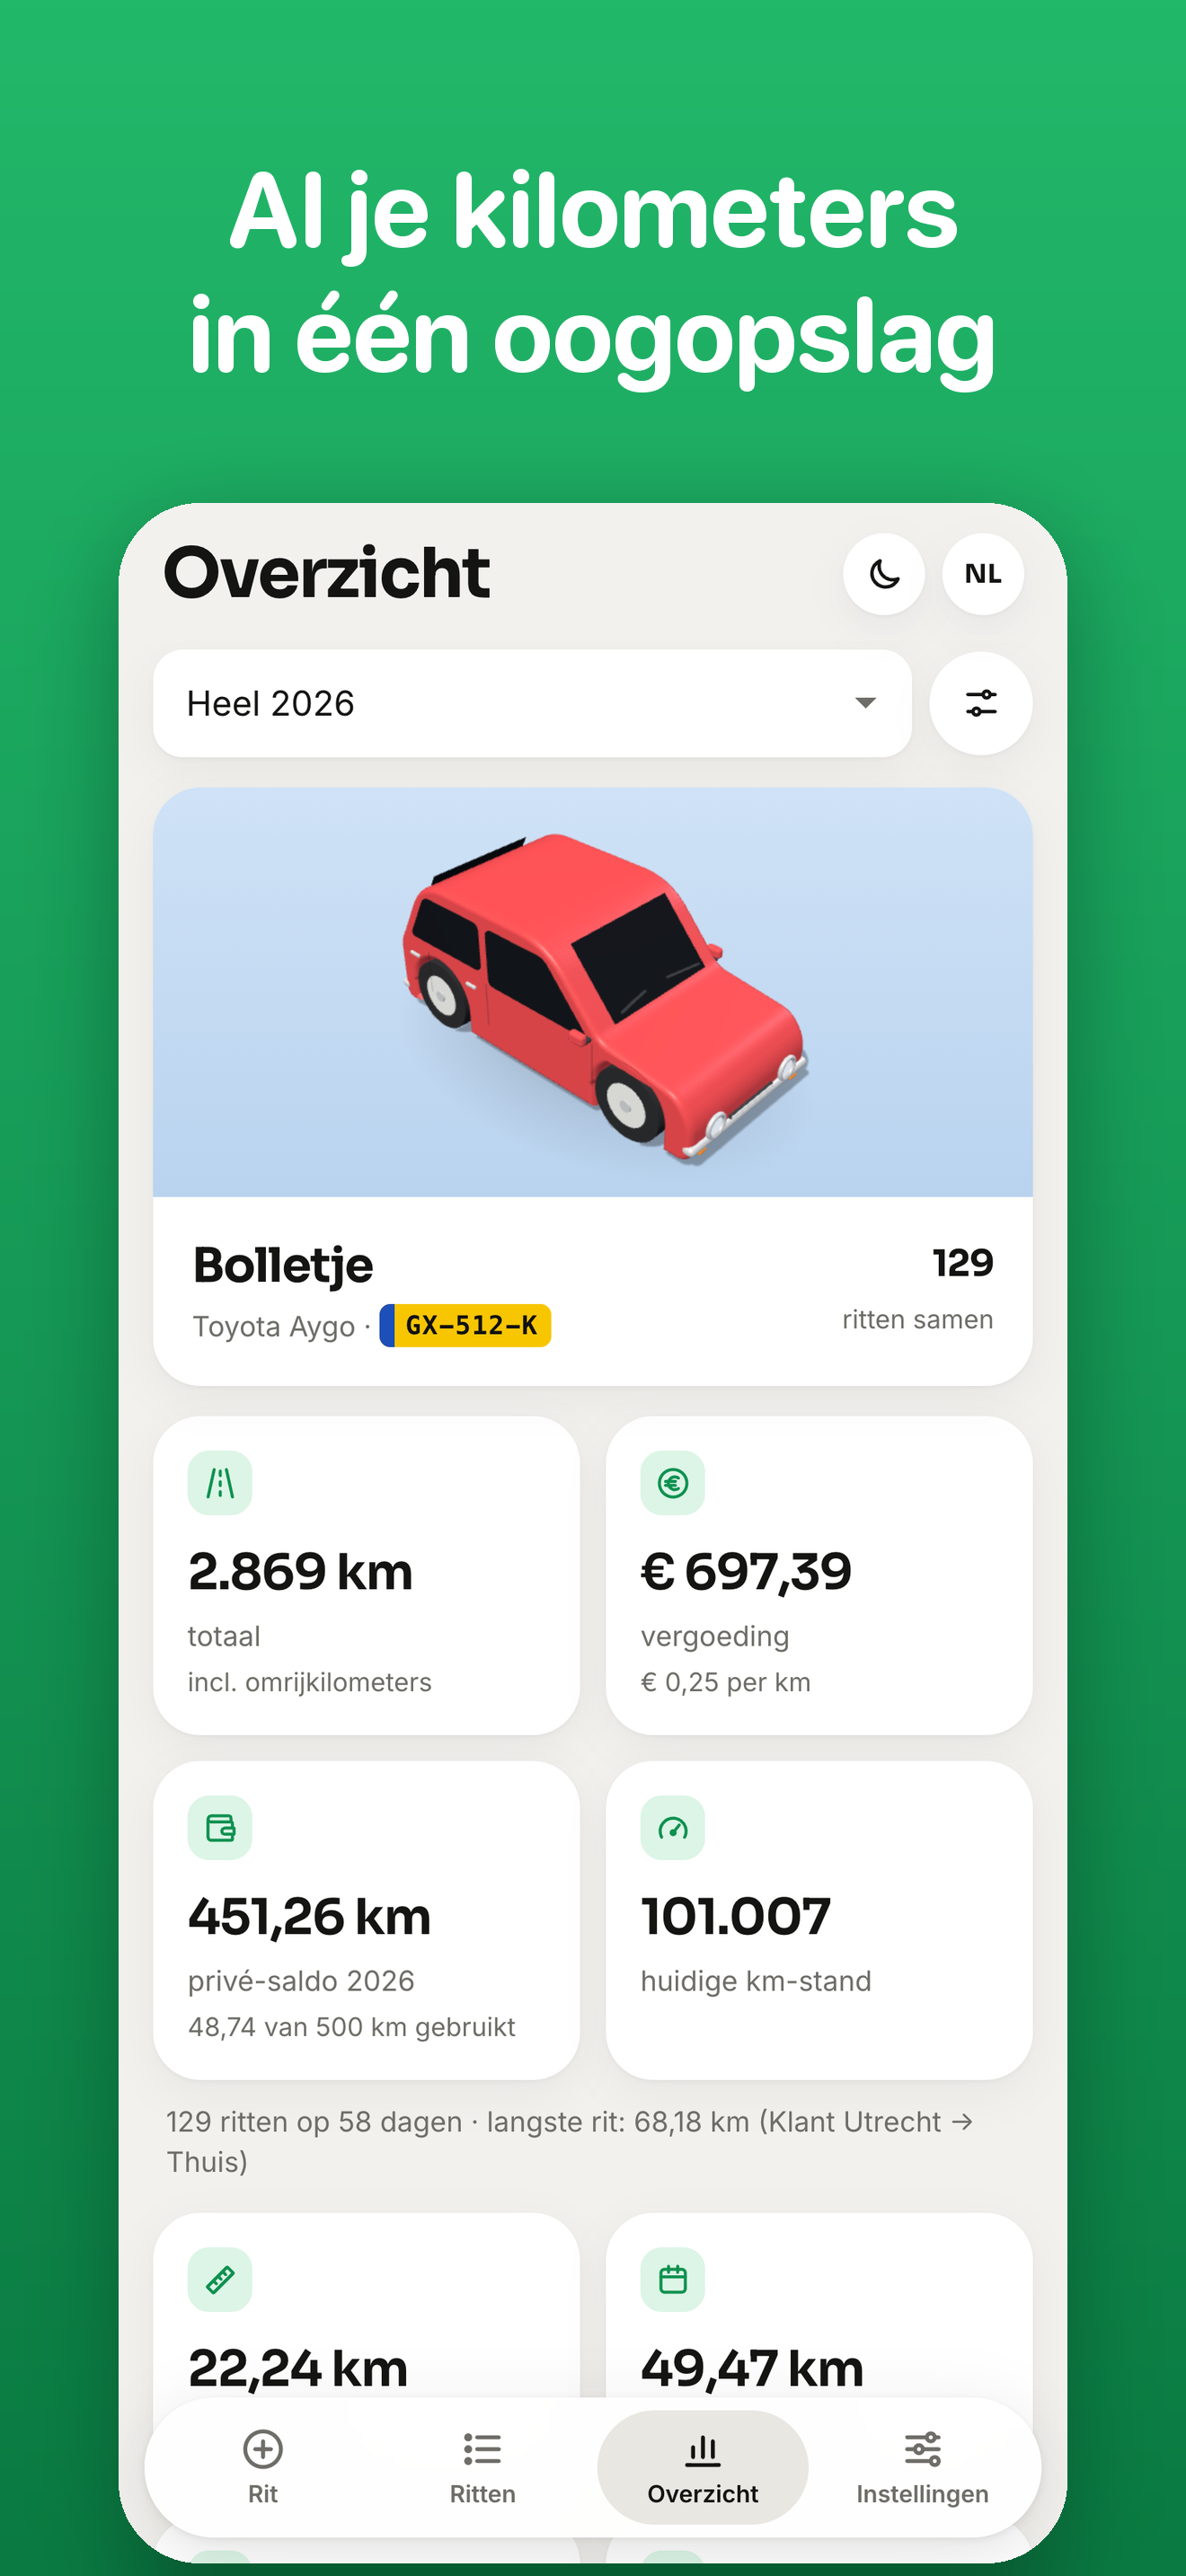 Al je kilometers
in één oogopslag
Overzicht
NL
Heel 2026
Bolletje
129
Toyota Aygo · GX-512-K
ritten samen
2.869 km
totaal
incl. omrijkilometers
€ 697,39
vergoeding
€ 0,25 per km
451,26 km
privé-saldo 2026
48,74 van 500 km gebruikt
101.007
huidige km-stand
129 ritten op 58 dagen · langste rit: 68,18 km (Klant Utrecht →
Thuis)
22,24 km
49,47 km
Rit
Ritten
Overzicht
Instellingen